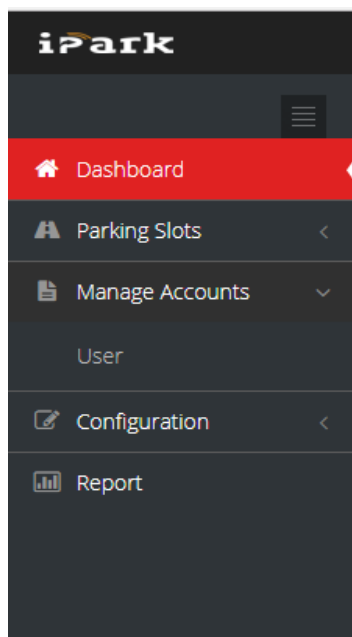 iPark
Dashboard
Parking Slots
Manage Accounts
User
Configuration
Report